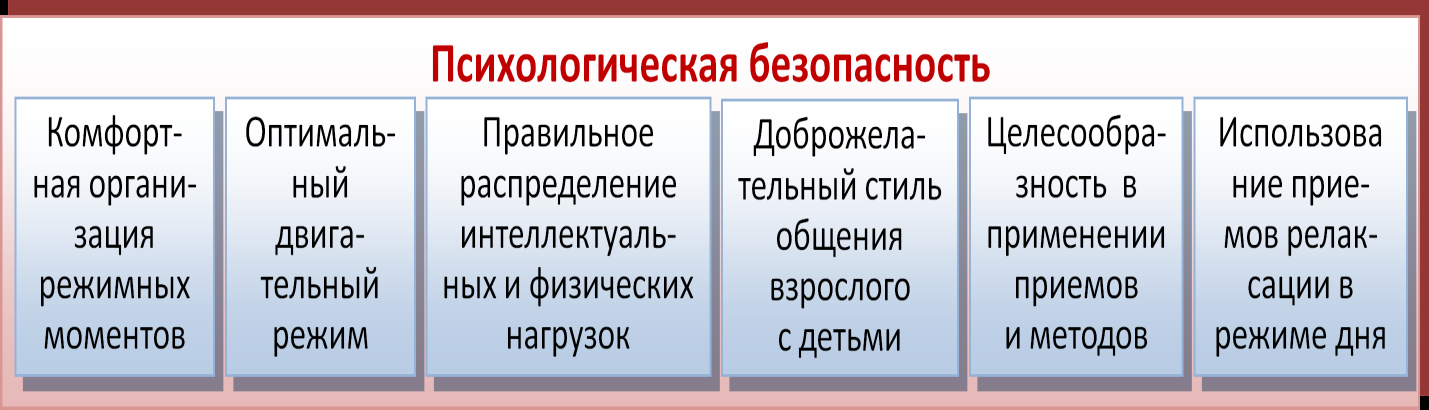 Психологическая безопасность
Комфорт-
ная органи-
зация
режимных
моментов
Оптималь-
ный
двига-
тельный
режим
Правильное
распределение
интеллектуаль-
ных и физических
нагрузок
Доброжела-
тельный стиль
общения
взрослого
с детьми
Целесообра-
зность в
применении
приемов
и методов
Использова
ние прие-
мов релак-
сации в
режиме дня